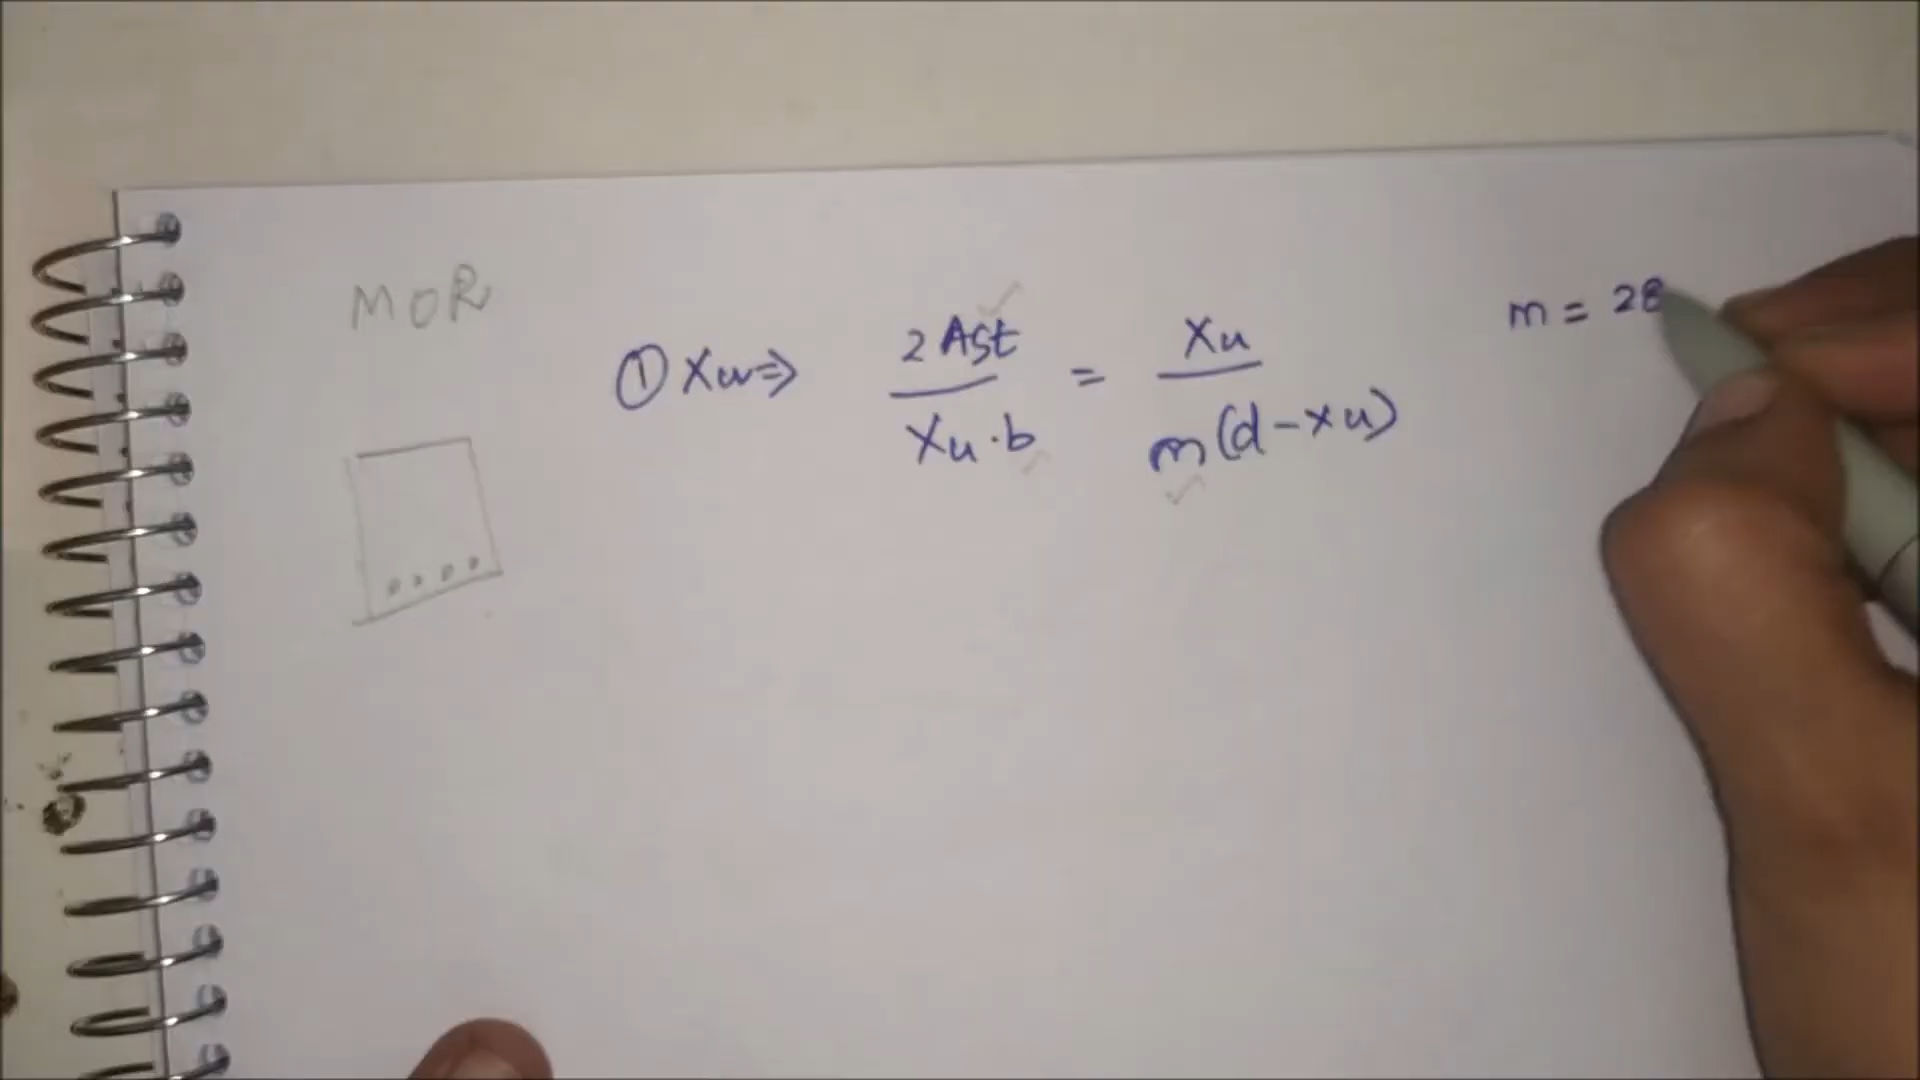 MOR
① Xu ⇒ 2 Ast / Xu · b = Xu / m(d - xu)
m = 28